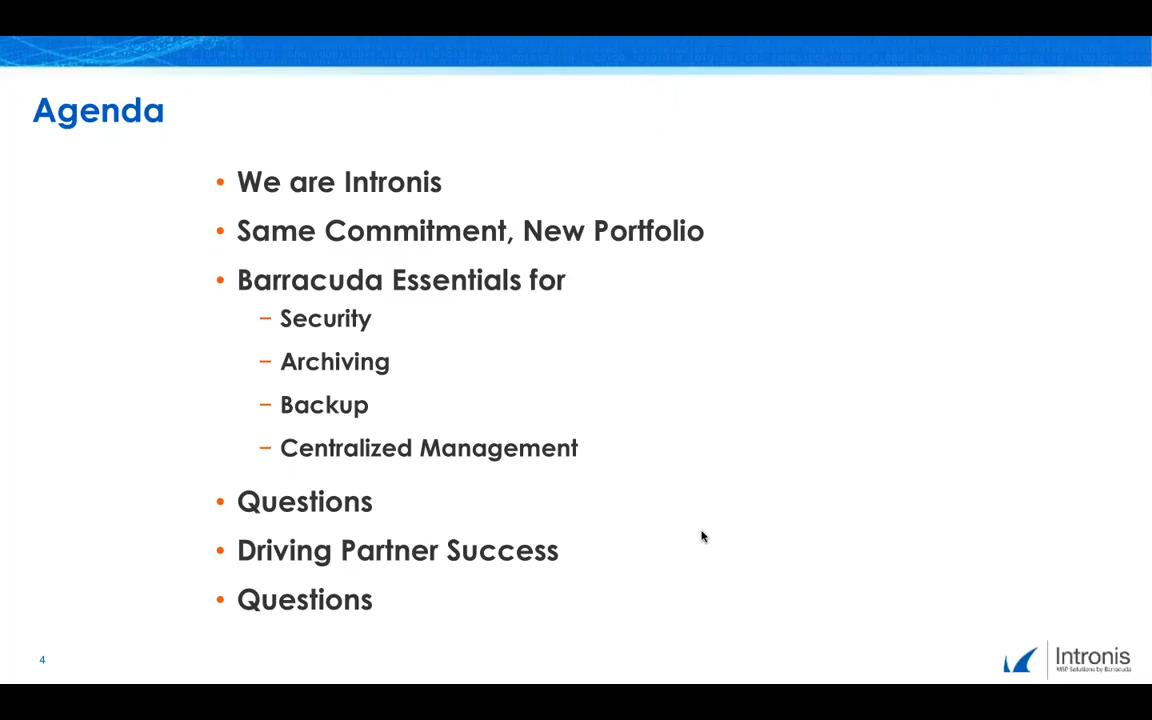 Agenda
• We are Intronis
• Same Commitment, New Portfolio
• Barracuda Essentials for
– Security
– Archiving
– Backup
– Centralized Management
• Questions
• Driving Partner Success
• Questions
4
Intronis
MSP Solutions by Barracuda